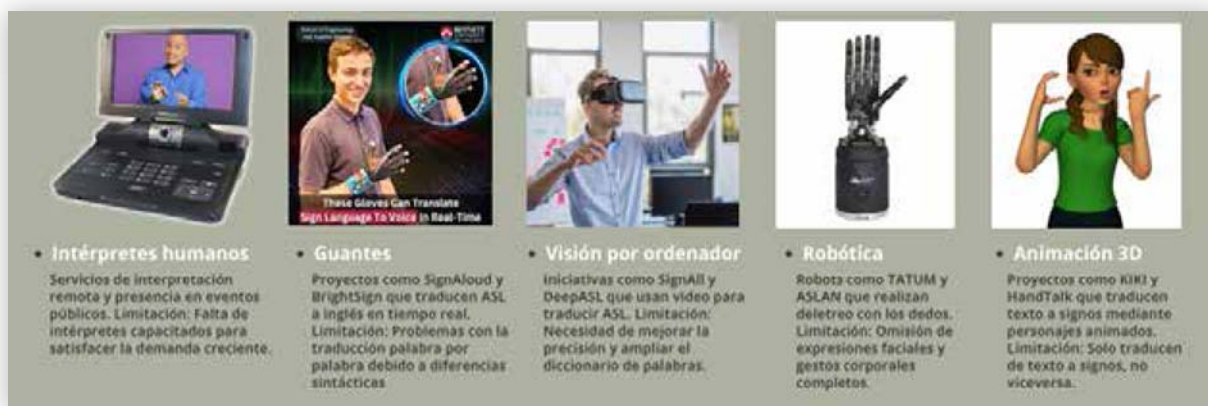 These Gloves Can Translate
Sign Language To Voice In Real-Time
• Intérpretes humanos
Servicios de interpretación
remota y presencia en eventos
públicos. Limitación: Falta de
intérpretes capacitados para
satisfacer la demanda creciente.
• Guantes
Proyectos como SignAloud y
BrightSign que traducen ASL
a inglés en tiempo real.
Limitación: Problemas con la
traducción palabra por
palabra debido a diferencias
sintácticas
• Visión por ordenador
Iniciativas como SignAll y
DeepASL que usan video para
traducir ASL. Limitación:
Necesidad de mejorar la
precisión y ampliar el
diccionario de palabras.
• Robótica
Robots como TATUM y
ASLAN que realizan
deletreo con los dedos.
Limitación: Omisión de
expresiones faciales y
gestos corporales
completos.
• Animación 3D
Proyectos como KIKI y
HandTalk que traducen
texto a signos mediante
personajes animados.
Limitación: Solo traducen
de texto a signos, no
viceversa.